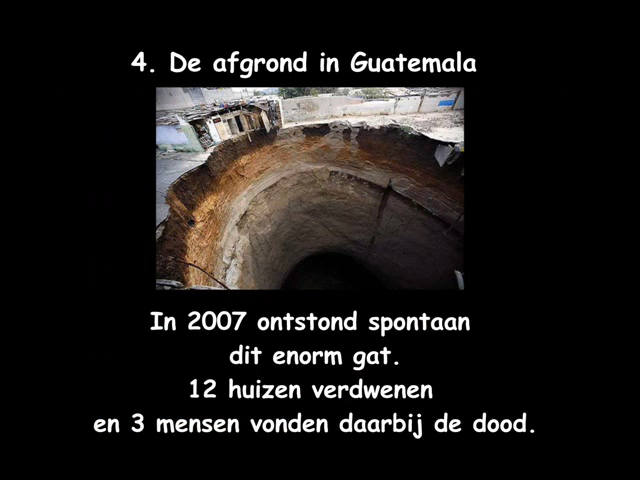 4. De afgrond in Guatemala
In 2007 ontstond spontaan
dit enorm gat.
12 huizen verdwenen
en 3 mensen vonden daarbij de dood.